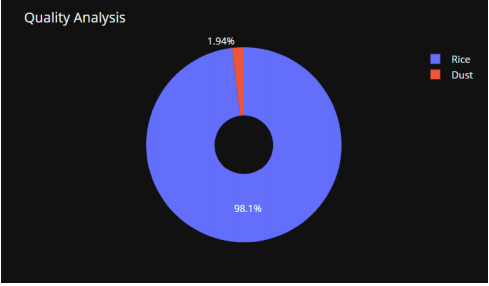 Quality Analysis
1.94%
Rice
Dust
98.1%